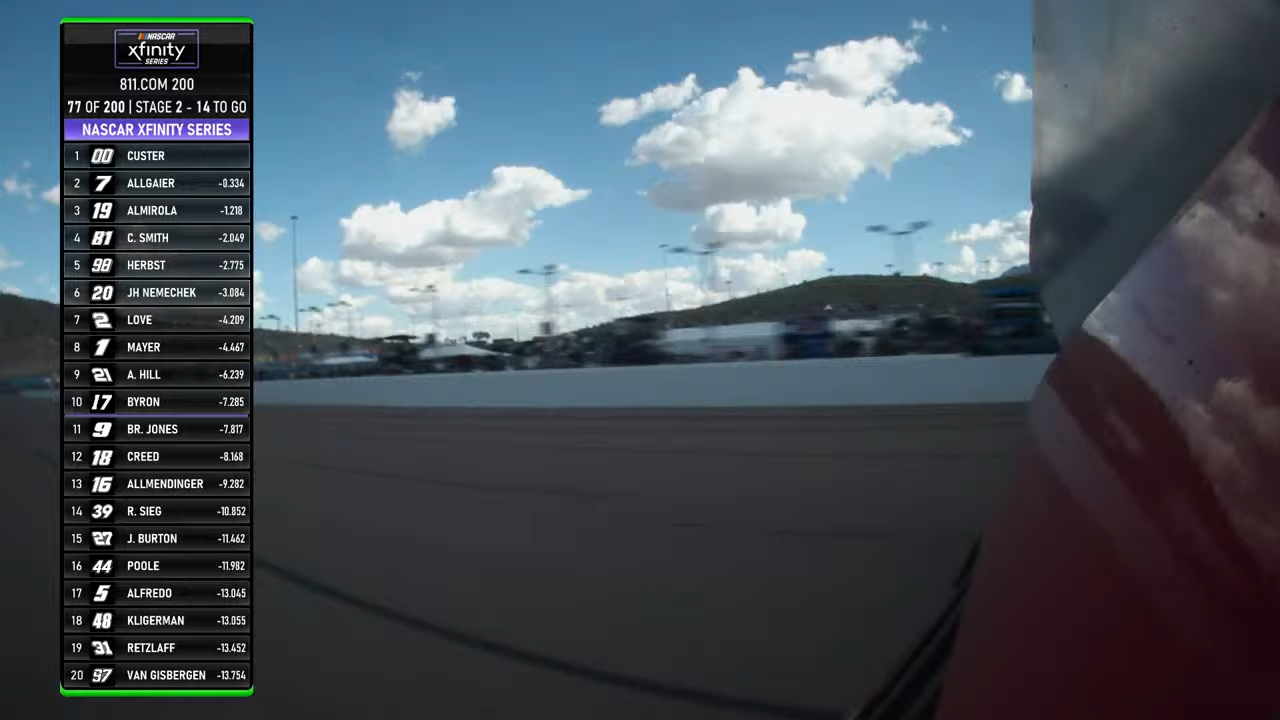 NASCAR
xfinity
SERIES
811.COM 200
77 OF 200 | STAGE 2 - 14 TO GO
NASCAR XFINITY SERIES
1 00 CUSTER
2 7 ALLGAIER -0.334
3 19 ALMIROLA -1.218
4 81 C. SMITH -2.049
5 98 HERBST -2.775
6 20 JH NEMECHEK -3.084
7 2 LOVE -4.209
8 1 MAYER -4.467
9 21 A. HILL -6.239
10 17 BYRON -7.285
11 9 BR. JONES -7.817
12 18 CREED -8.168
13 16 ALLMENDINGER -9.282
14 39 R. SIEG -10.852
15 27 J. BURTON -11.462
16 44 POOLE -11.982
17 5 ALFREDO -13.045
18 48 KLIGERMAN -13.055
19 31 RETZLAFF -13.452
20 97 VAN GISBERGEN -13.754